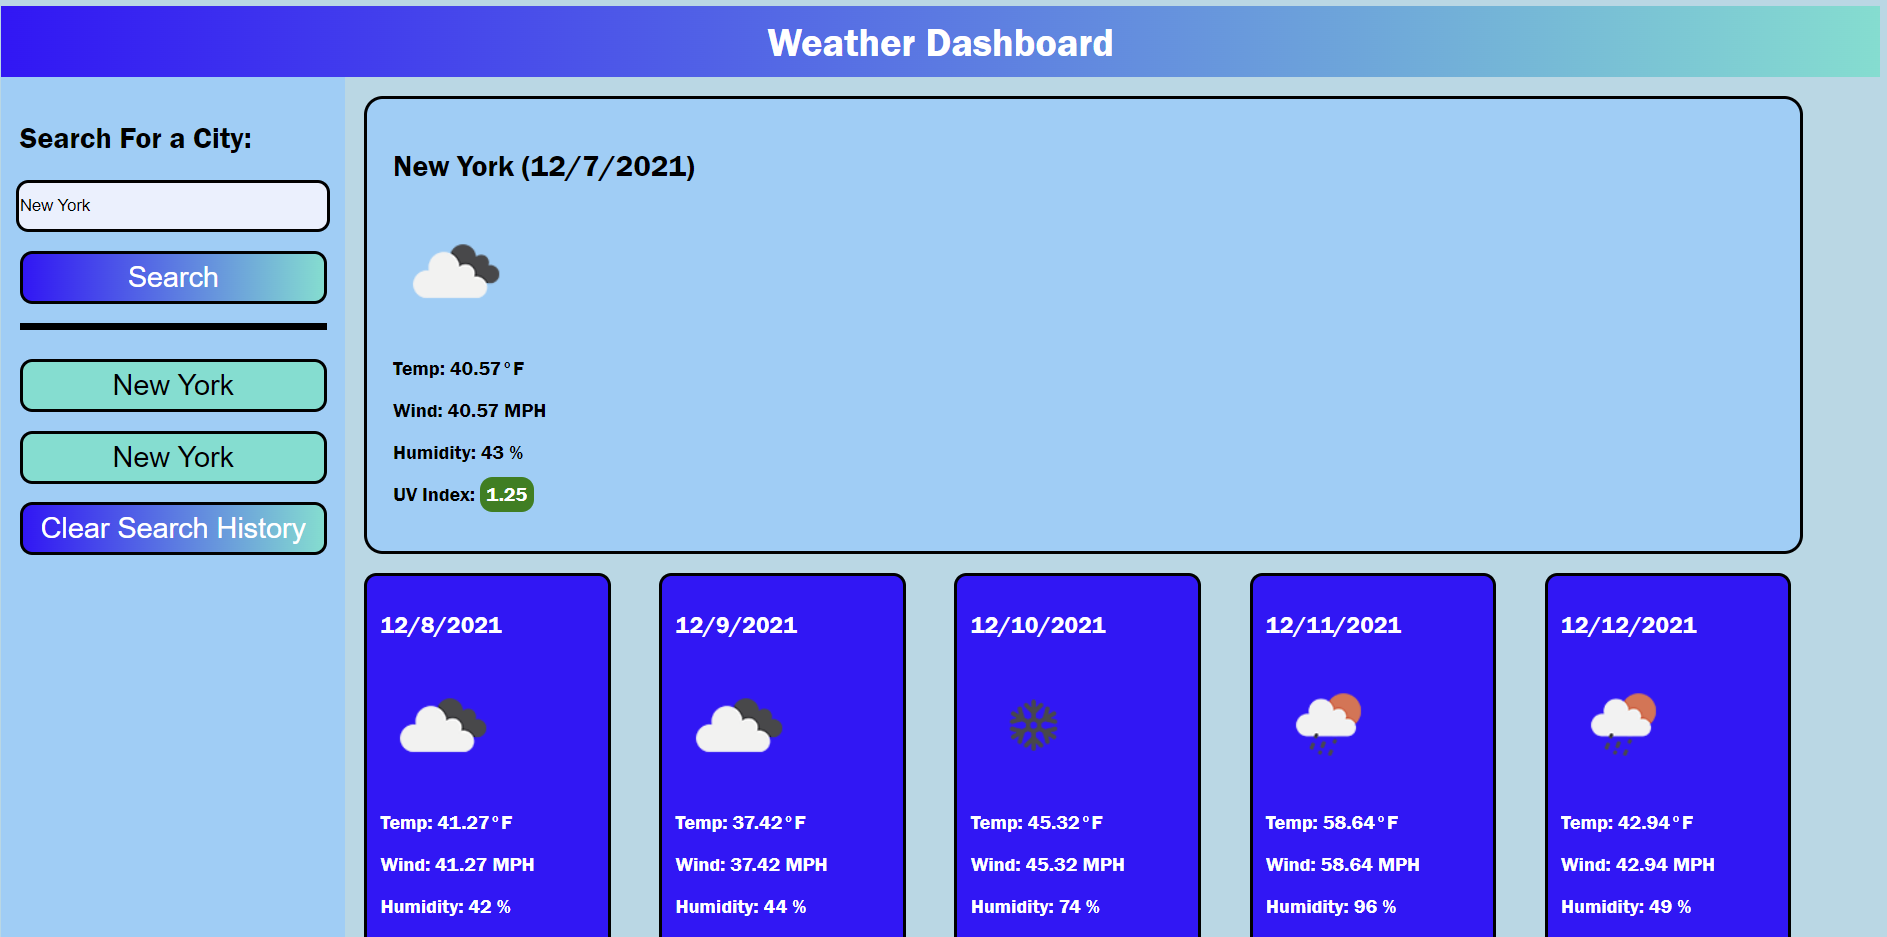 Weather Dashboard
Search For a City:
New York
Search
New York
New York
Clear Search History
New York (12/7/2021)
Temp: 40.57°F
Wind: 40.57 MPH
Humidity: 43 %
UV Index: 1.25
12/8/2021
Temp: 41.27°F
Wind: 41.27 MPH
Humidity: 42 %
12/9/2021
Temp: 37.42°F
Wind: 37.42 MPH
Humidity: 44 %
12/10/2021
Temp: 45.32°F
Wind: 45.32 MPH
Humidity: 74 %
12/11/2021
Temp: 58.64°F
Wind: 58.64 MPH
Humidity: 96 %
12/12/2021
Temp: 42.94°F
Wind: 42.94 MPH
Humidity: 49 %